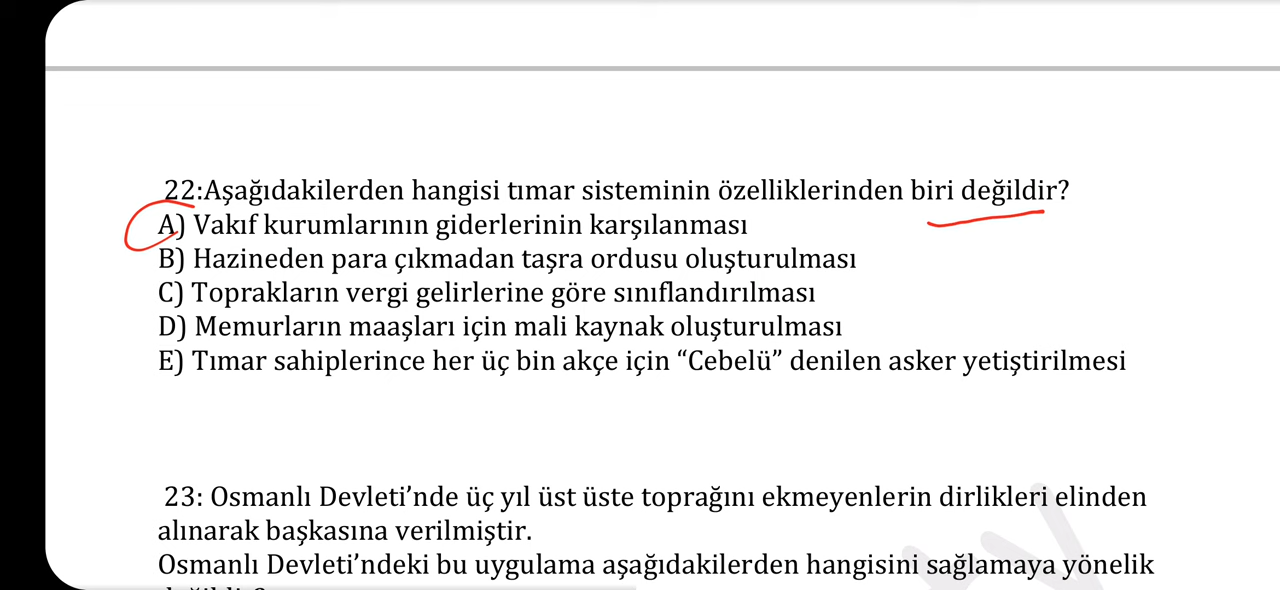 22:Aşağıdakilerden hangisi tımar sisteminin özelliklerinden biri değildir?
A) Vakıf kurumlarının giderlerinin karşılanması
B) Hazineden para çıkmadan taşra ordusu oluşturulması
C) Toprakların vergi gelirlerine göre sınıflandırılması
D) Memurların maaşları için mali kaynak oluşturulması
E) Tımar sahiplerince her üç bin akçe için “Cebelü” denilen asker yetiştirilmesi
23: Osmanlı Devleti’nde üç yıl üst üste toprağını ekmeyenlerin dirlikleri elinden
alınarak başkasına verilmiştir.
Osmanlı Devleti’ndeki bu uygulama aşağıdakilerden hangisini sağlamaya yönelik